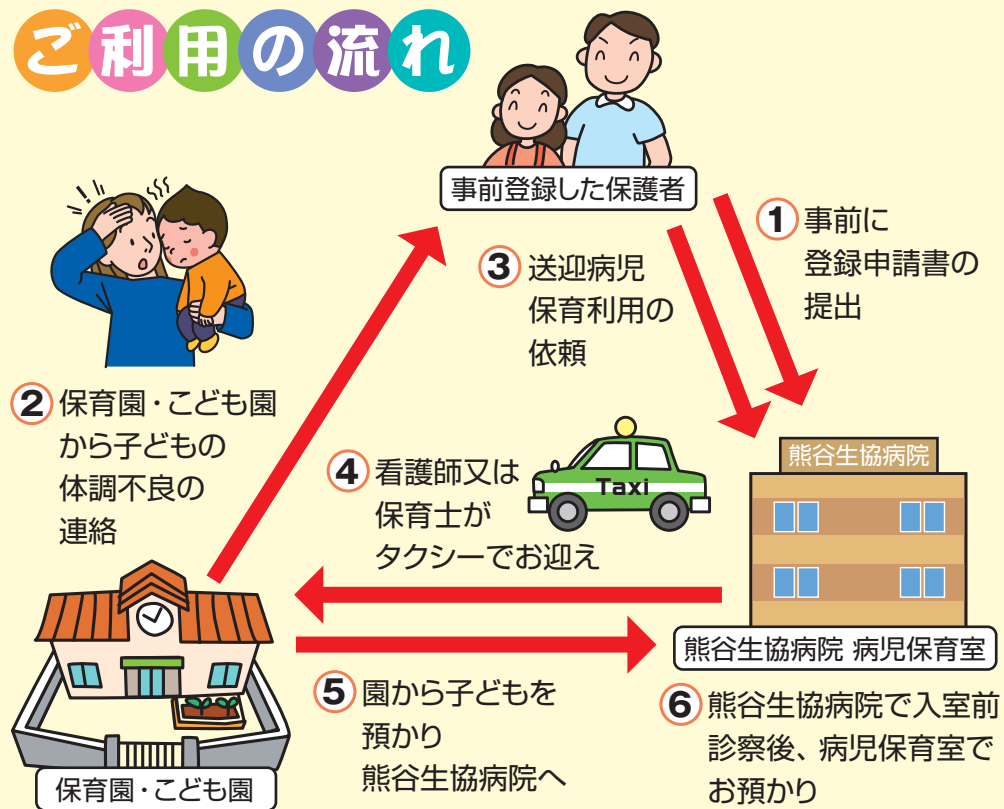 ご利用の流れ
事前登録した保護者
① 事前に
登録申請書の
提出
② 保育園・こども園
から子どもの
体調不良の
連絡
③ 送迎病児
保育利用の
依頼
④ 看護師又は
保育士が
タクシーでお迎え
Taxi
熊谷生協病院
熊谷生協病院 病児保育室
保育園・こども園
⑤ 園から子どもを
預かり
熊谷生協病院へ
⑥ 熊谷生協病院で入室前
診察後、病児保育室で
お預かり